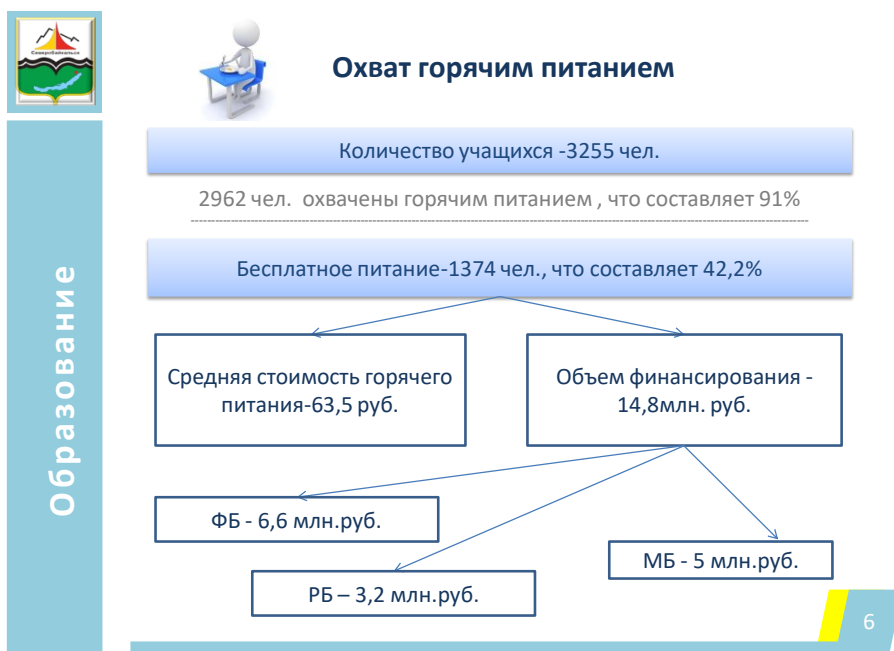 Северобайкальск
Охват горячим питанием
Количество учащихся -3255 чел.
2962 чел. охвачены горячим питанием , что составляет 91%
Бесплатное питание-1374 чел., что составляет 42,2%
Средняя стоимость горячего
питания-63,5 руб.
Объем финансирования -
14,8млн. руб.
ФБ - 6,6 млн.руб.
МБ - 5 млн.руб.
РБ – 3,2 млн.руб.
Образование
6